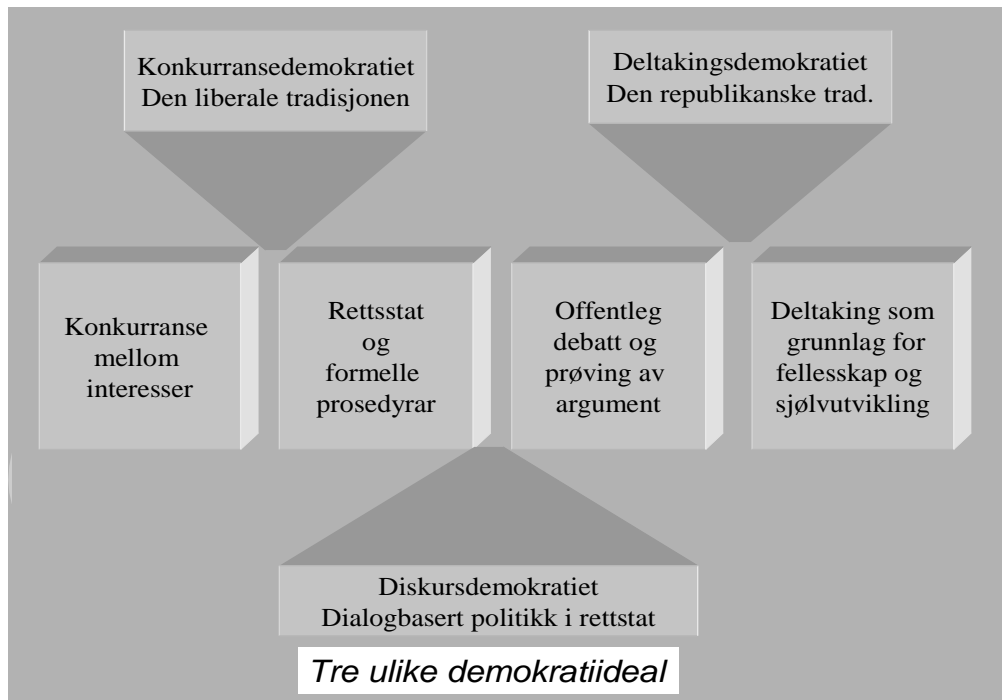 Konkurransedemokratiet
Den liberale tradisjonen
Deltakingsdemokratiet
Den republikanske trad.
Konkurranse
mellom
interesser
Rettsstat
og
formelle
prosedyrar
Offentleg
debatt og
prøving av
argument
Deltaking som
grunnlag for
fellesskap og
sjølvutvikling
Diskursdemokratiet
Dialogbasert politikk i rettstat
Tre ulike demokratiideal